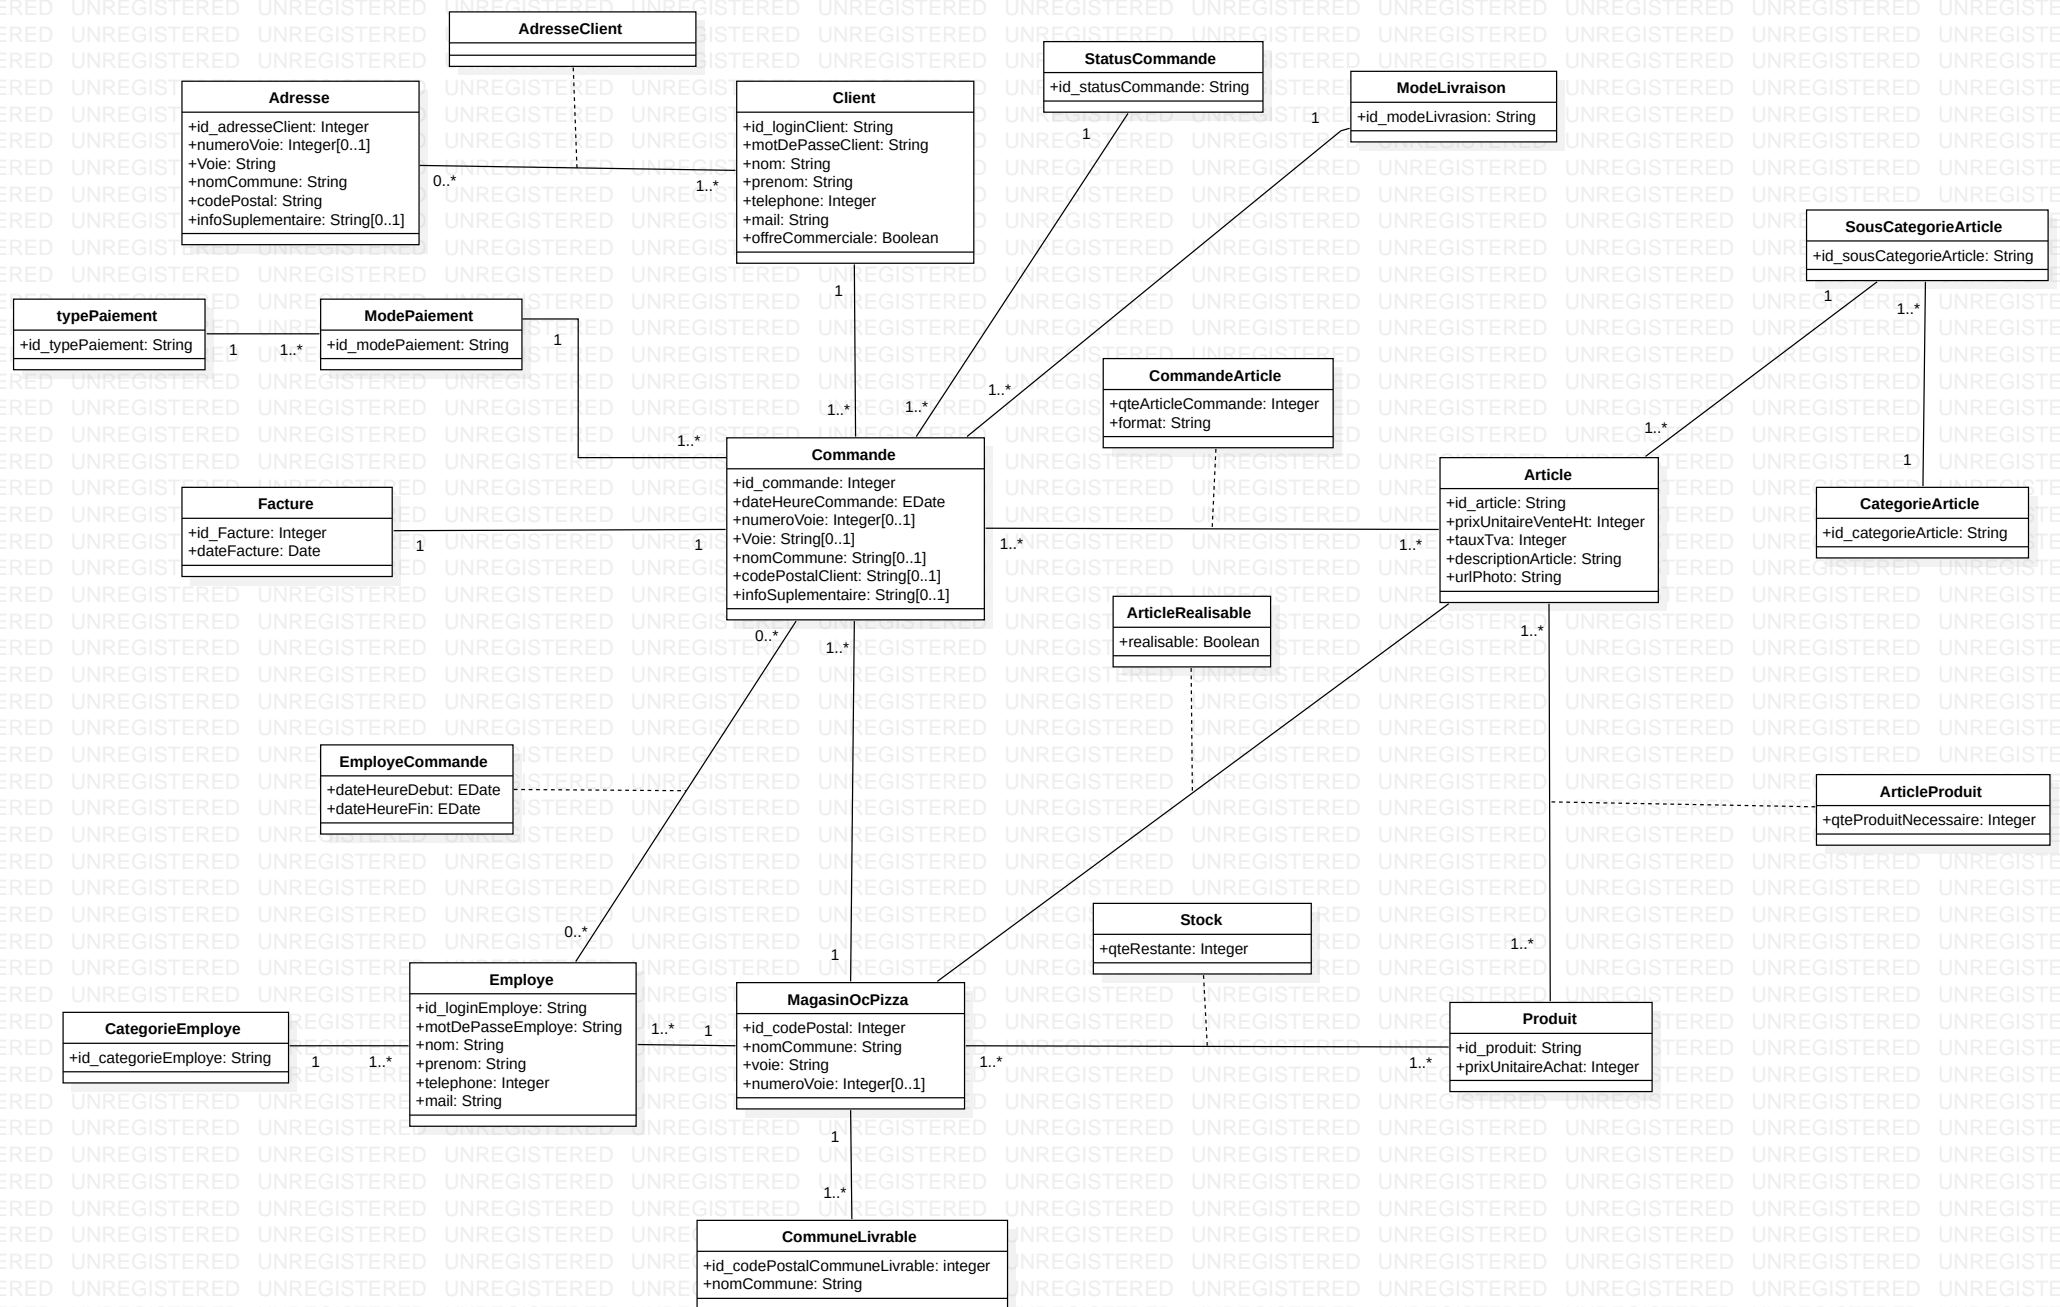 AdresseClient
StatusCommande
+id_statusCommande: String
ModeLivraison
+id_modeLivrasion: String
Adresse
+id_adresseClient: Integer
+numeroVoie: Integer[0..1]
+Voie: String
+nomCommune: String
+codePostal: String
+infoSuplementaire: String[0..1]
Client
+id_loginClient: String
+motDePasseClient: String
+nom: String
+prenom: String
+telephone: Integer
+mail: String
+offreCommerciale: Boolean
0..*
1..*
1
1
SousCategorieArticle
+id_sousCategorieArticle: String
1
1..*
typePaiement
+id_typePaiement: String
1
1..*
ModePaiement
+id_modePaiement: String
1
1
1..*
1..*
1..*
1..*
CommandeArticle
+qteArticleCommande: Integer
+format: String
1..*
1
Commande
+id_commande: Integer
+dateHeureCommande: EDate
+numeroVoie: Integer[0..1]
+Voie: String[0..1]
+nomCommune: String[0..1]
+codePostalClient: String[0..1]
+infoSuplementaire: String[0..1]
Article
+id_article: String
+prixUnitaireVenteHt: Integer
+tauxTva: Integer
+descriptionArticle: String
+urlPhoto: String
CategorieArticle
+id_categorieArticle: String
Facture
+id_Facture: Integer
+dateFacture: Date
1
1
1..*
1..*
ArticleRealisable
+realisable: Boolean
0..*
1..*
1..*
EmployeCommande
+dateHeureDebut: EDate
+dateHeureFin: EDate
ArticleProduit
+qteProduitNecessaire: Integer
Stock
+qteRestante: Integer
0..*
1
1..*
Employe
+id_loginEmploye: String
+motDePasseEmploye: String
+nom: String
+prenom: String
+telephone: Integer
+mail: String
MagasinOcPizza
+id_codePostal: Integer
+nomCommune: String
+voie: String
+numeroVoie: Integer[0..1]
Produit
+id_produit: String
+prixUnitaireAchat: Integer
CategorieEmploye
+id_categorieEmploye: String
1
1..*
1..*
1
1..*
1..*
1
1..*
CommuneLivrable
+id_codePostalCommuneLivrable: integer
+nomCommune: String